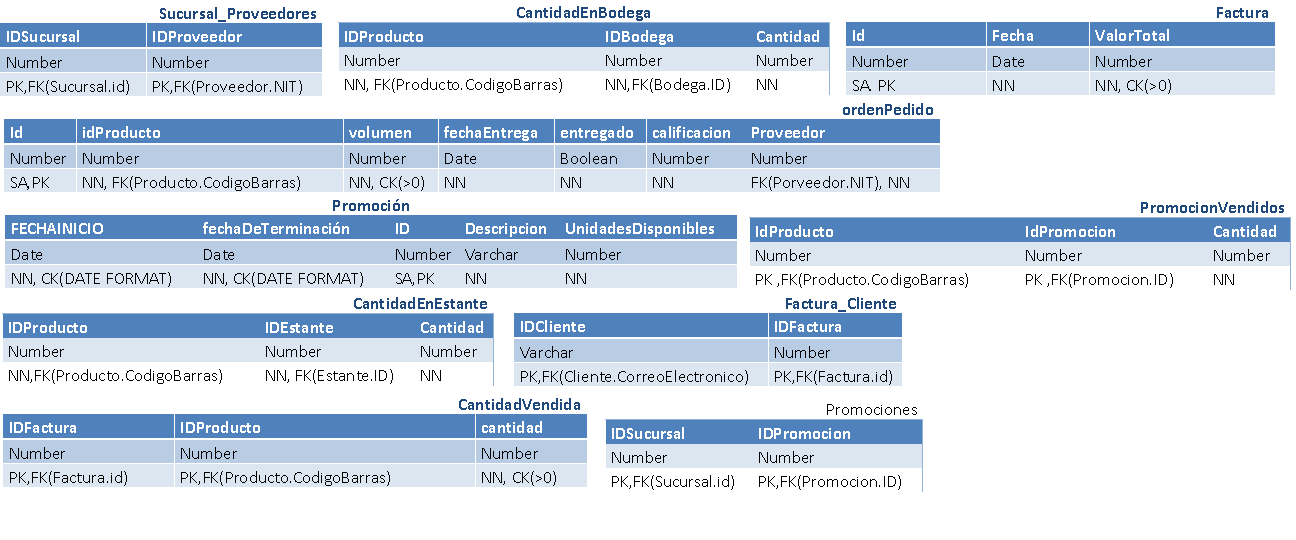 Sucursal_Proveedores
IDSucursal IDProveedor
Number Number
PK,FK(Sucursal.id) PK,FK(Proveedor.NIT)
CantidadEnBodega
IDProducto IDBodega Cantidad
Number Number Number
NN, FK(Producto.CodigoBarras) NN,FK(Bodega.ID) NN
Factura
Id Fecha ValorTotal
Number Date Number
SA. PK NN NN, CK(>0)
ordenPedido
Id idProducto volumen fechaEntrega entregado calificacion Proveedor
Number Number Number Date Boolean Number Number
SA,PK NN, FK(Producto.CodigoBarras) NN, CK(>0) NN NN NN FK(Porveedor.NIT), NN
Promoción
FECHAINICIO fechaDeTerminación ID Descripcion UnidadesDisponibles
Date Date Number Varchar Number
NN, CK(DATE FORMAT) NN, CK(DATE FORMAT) SA,PK NN NN
PromocionVendidos
IdProducto IdPromocion Cantidad
Number Number Number
PK ,FK(Producto.CodigoBarras) PK ,FK(Promocion.ID) NN
CantidadEnEstante
IDProducto IDEstante Cantidad
Number Number Number
NN,FK(Producto.CodigoBarras) NN, FK(Estante.ID) NN
Factura_Cliente
IDCliente IDFactura
Varchar Number
PK,FK(Cliente.CorreoElectronico) PK,FK(Factura.id)
CantidadVendida
IDFactura IDProducto cantidad
Number Number Number
PK,FK(Factura.id) PK,FK(Producto.CodigoBarras) NN, CK(>0)
Promociones
IDSucursal IDPromocion
Number Number
PK,FK(Sucursal.id) PK,FK(Promocion.ID)